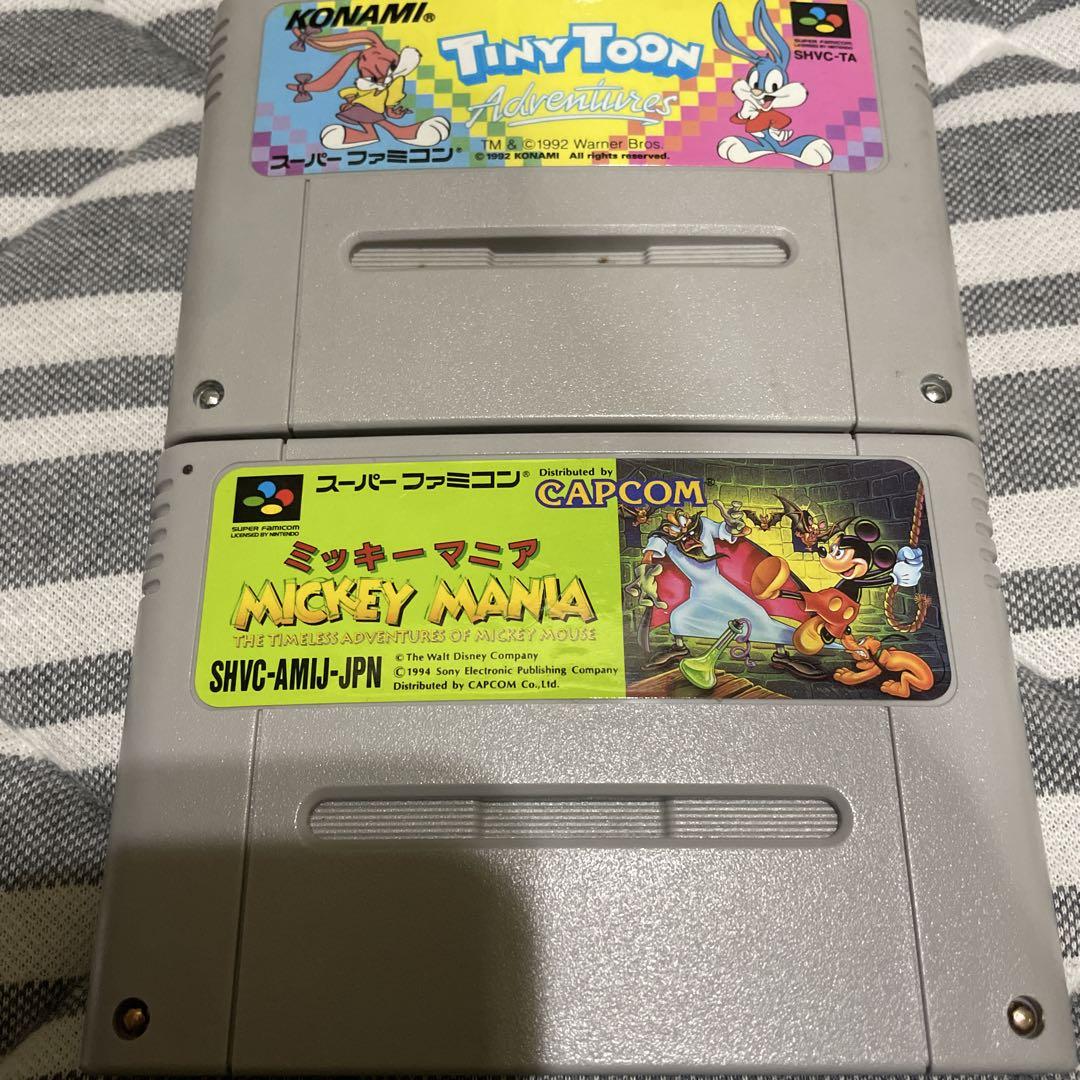 KONAMI®
TINY TOON
Adventures
SUPER FAMICOM
LICENSED BY NINTENDO
SHVC-TA
TM & ©1992 Warner Bros.
スーパー ファミコン®
©1992 KONAMI All rights reserved.
スーパー ファミコン®
Distributed by
CAPCOM®
SUPER FAMICOM
LICENSED BY NINTENDO
ミッキー マニア
MICKEY MANIA
THE TIMELESS ADVENTURES OF MICKEY MOUSE
SHVC-AMIJ-JPN
© The Walt Disney Company
© 1994 Sony Electronic Publishing Company
Distributed by CAPCOM Co., Ltd.